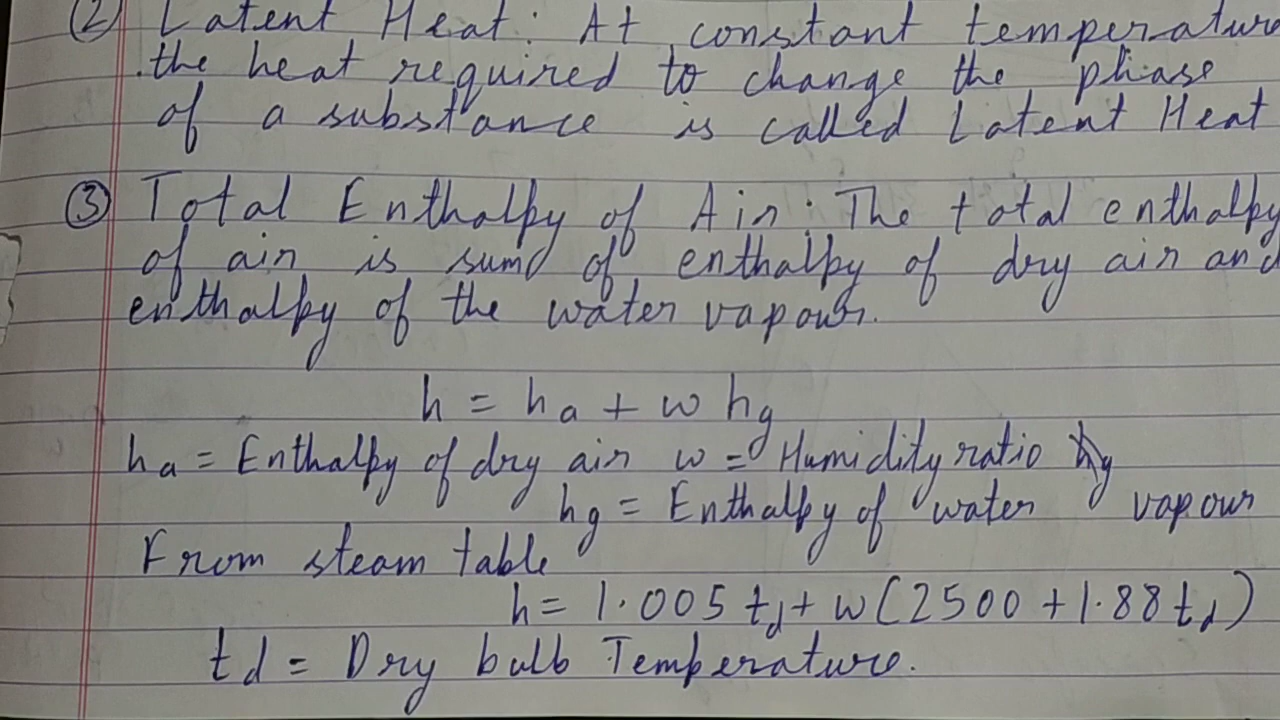 ② Latent Heat: At constant temperature
the heat required to change the phase
of a substance is called Latent Heat
③ Total Enthalpy of Air: The total enthalpy
of air is sum of enthalpy of dry air and
enthalpy of the water vapour.
h = ha + w hg
ha = Enthalpy of dry air w = Humidity ratio
hg = Enthalpy of water vapour
From steam table
h = 1.005 td + w (2500 + 1.88 td)
td = Dry bulb Temperature.